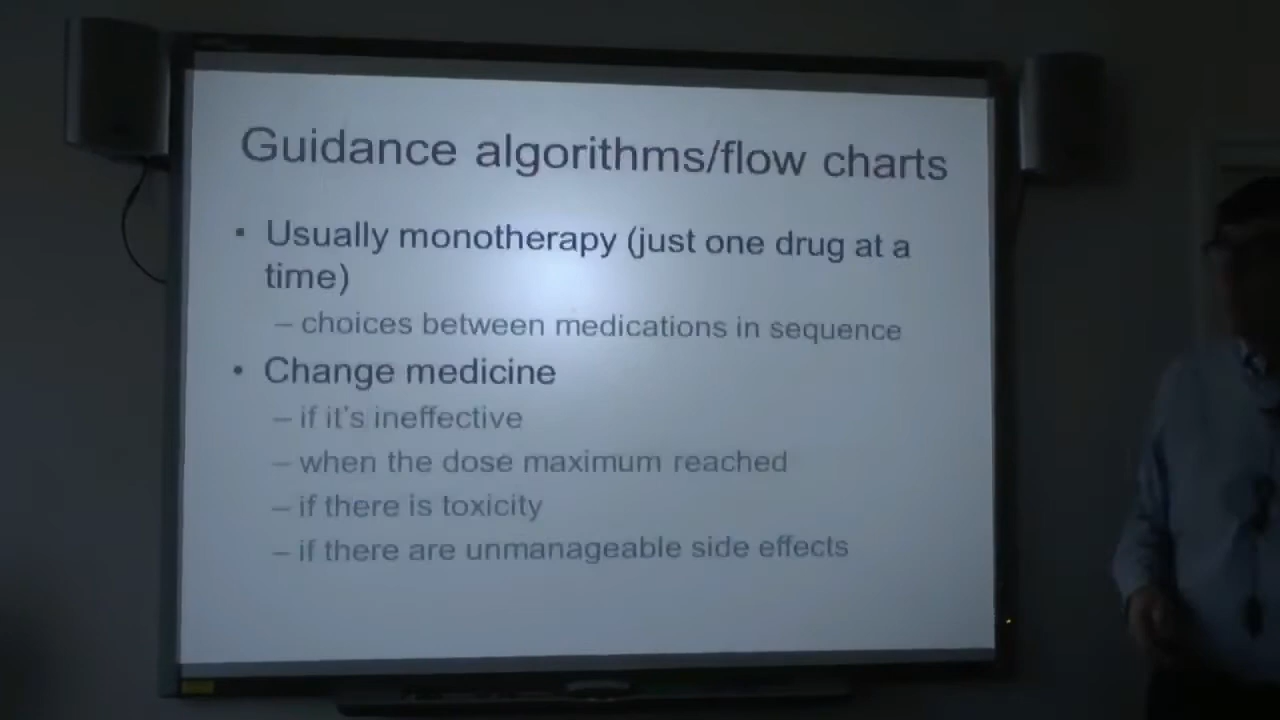 Guidance algorithms/flow charts
• Usually monotherapy (just one drug at a
time)
– choices between medications in sequence
• Change medicine
– if it's ineffective
– when the dose maximum reached
– if there is toxicity
– if there are unmanageable side effects